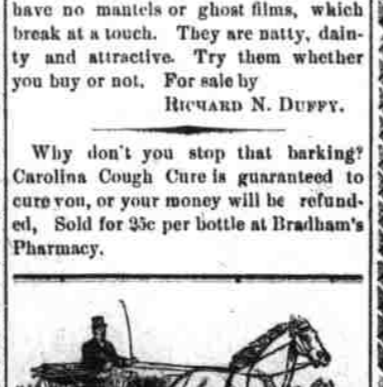 have no mantels or ghost films, which
break at a touch. They are natty, dain-
ty and attractive. Try them whether
you buy or not. For sale by
RICHARD N. DUFFY.
Why don't you stop that barking?
Carolina Cough Cure is guaranteed to
cure you, or your money will be refund-
ed, Sold for 25c per bottle at Bradham's
Pharmacy.